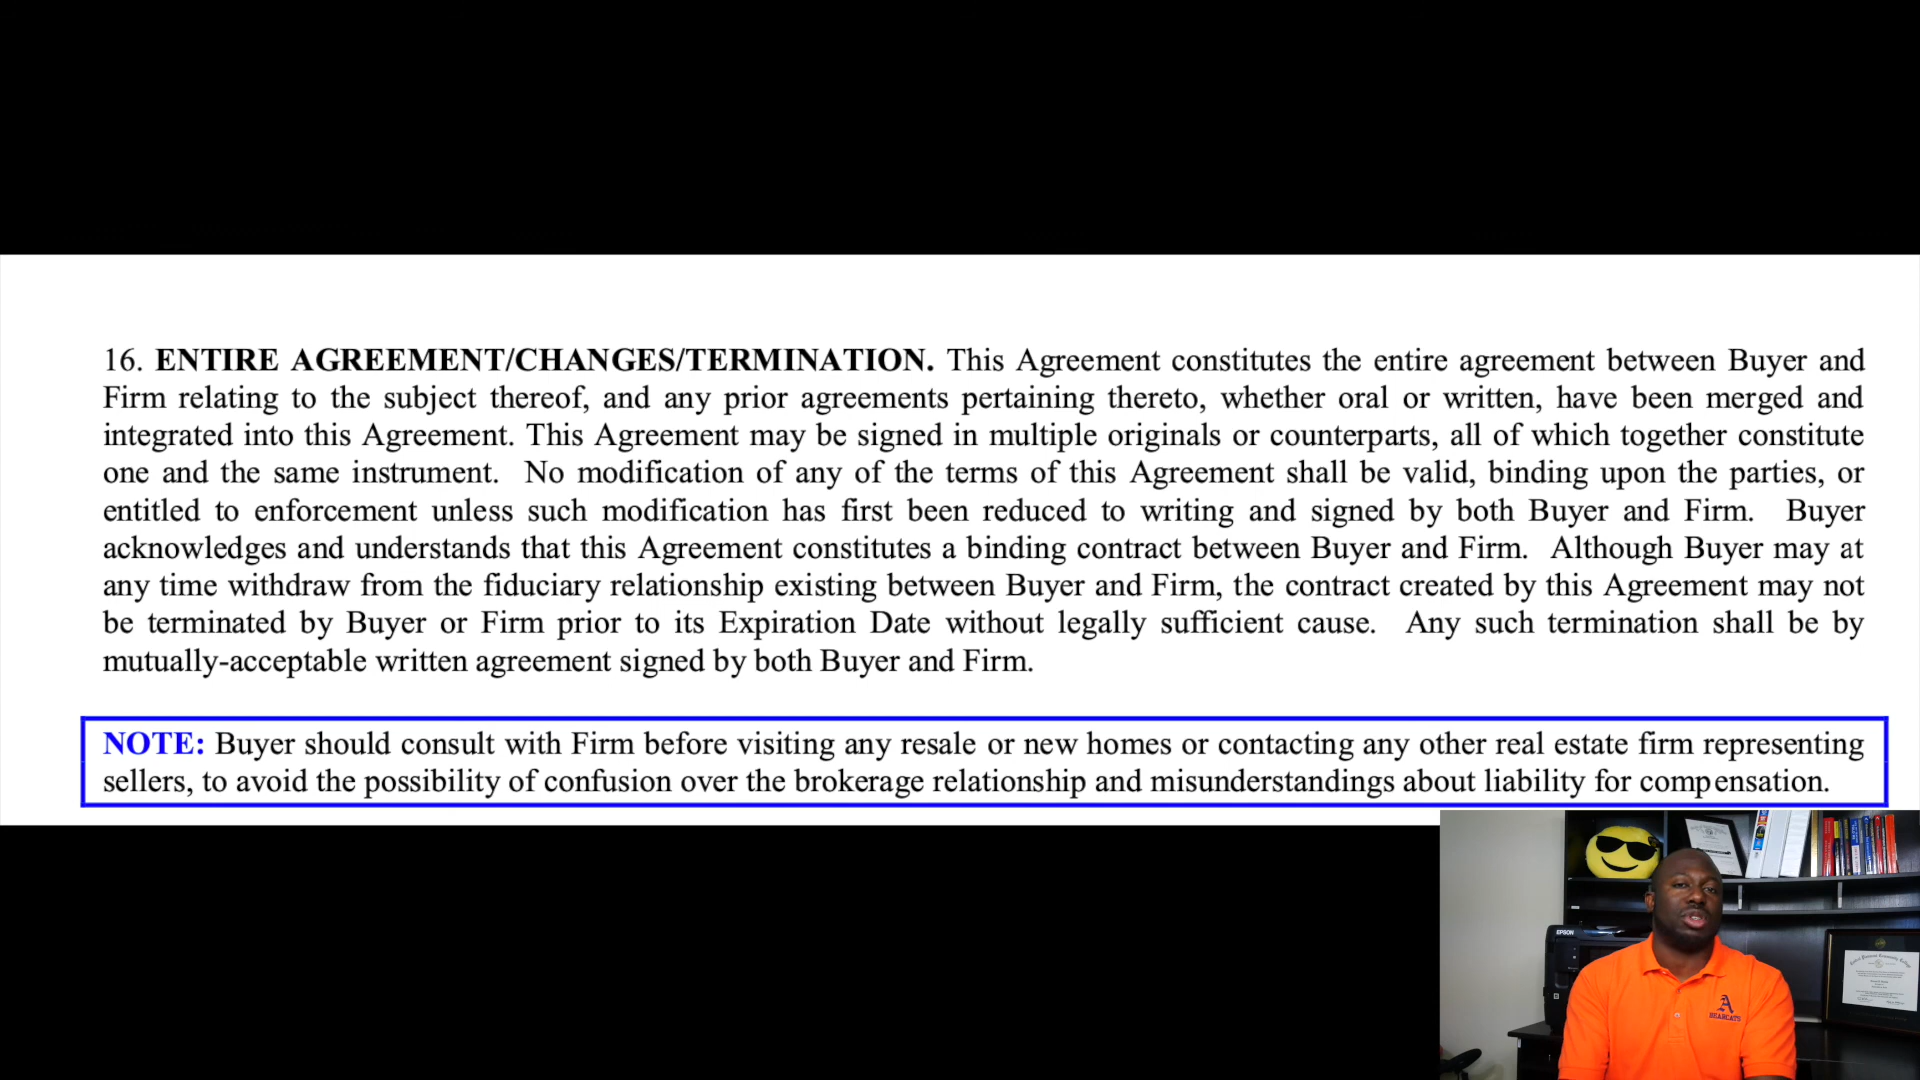 16. ENTIRE AGREEMENT/CHANGES/TERMINATION. This Agreement constitutes the entire agreement between Buyer and
Firm relating to the subject thereof, and any prior agreements pertaining thereto, whether oral or written, have been merged and
integrated into this Agreement. This Agreement may be signed in multiple originals or counterparts, all of which together constitute
one and the same instrument. No modification of any of the terms of this Agreement shall be valid, binding upon the parties, or
entitled to enforcement unless such modification has first been reduced to writing and signed by both Buyer and Firm. Buyer
acknowledges and understands that this Agreement constitutes a binding contract between Buyer and Firm. Although Buyer may at
any time withdraw from the fiduciary relationship existing between Buyer and Firm, the contract created by this Agreement may not
be terminated by Buyer or Firm prior to its Expiration Date without legally sufficient cause. Any such termination shall be by
mutually-acceptable written agreement signed by both Buyer and Firm.
NOTE: Buyer should consult with Firm before visiting any resale or new homes or contacting any other real estate firm representing
sellers, to avoid the possibility of confusion over the brokerage relationship and misunderstandings about liability for compensation.
EPSON
A
BEARCATS